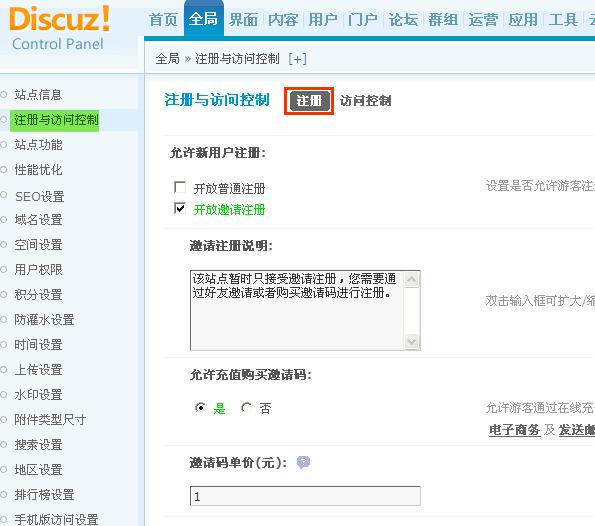 Discuz!
Control Panel
首页 全局 界面 内容 用户 门户 论坛 群组 运营 应用 工具
全局 » 注册与访问控制 [+]
站点信息
注册与访问控制
站点功能
性能优化
SEO设置
域名设置
空间设置
用户权限
积分设置
防灌水设置
时间设置
上传设置
水印设置
附件类型尺寸
搜索设置
地区设置
排行榜设置
手机版访问设置
注册与访问控制 注册 访问控制
允许新用户注册:
开放普通注册
设置是否允许游客注
开放邀请注册
邀请注册说明:
该站点暂时只接受邀请注册，您需要通
过好友邀请或者购买邀请码进行注册。
双击输入框可扩大/缩
允许充值购买邀请码:
是 否
允许游客通过在线充
电子商务 及 发送邮
邀请码单价(元): ?
1